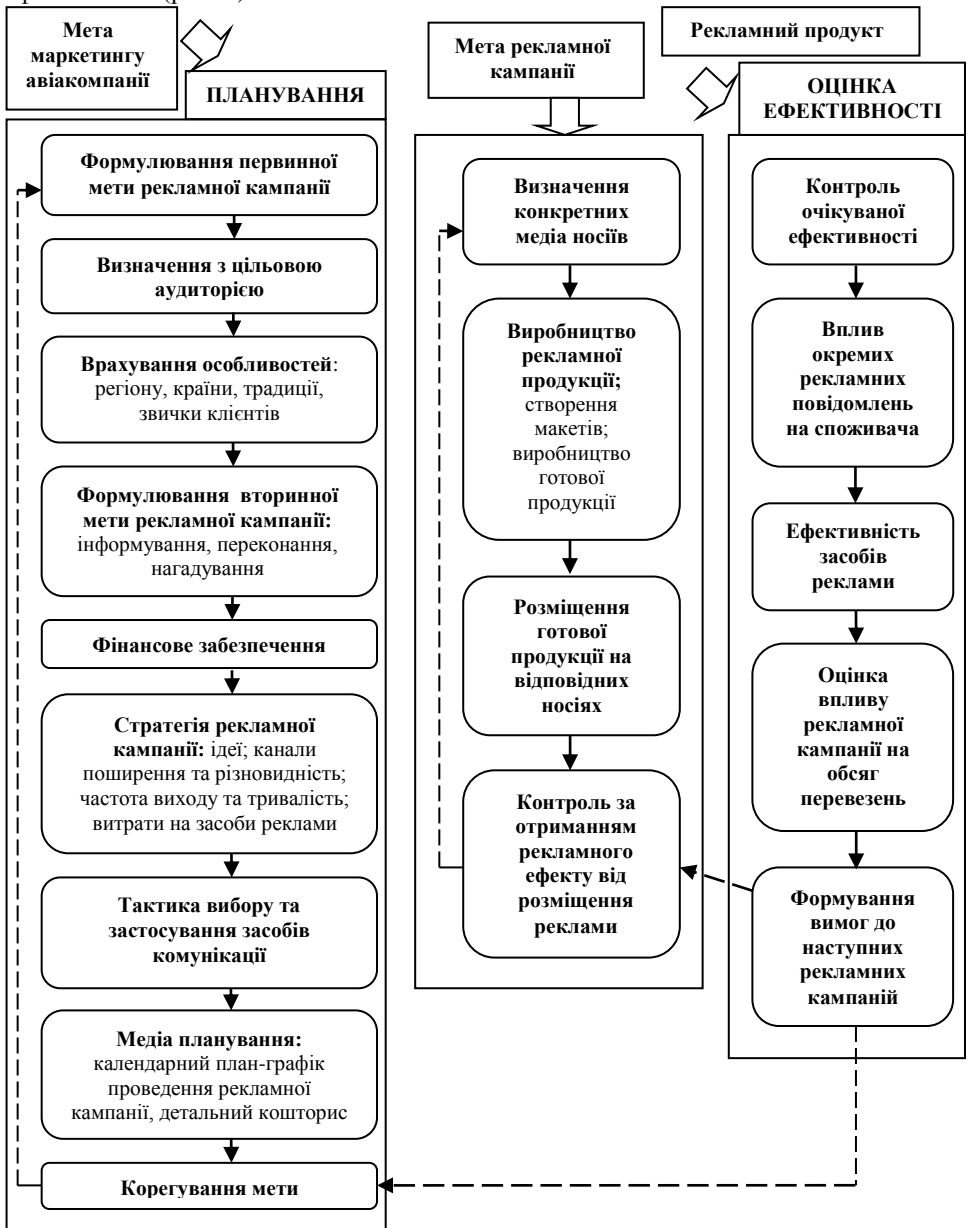 Мета
маркетингу
авіакомпанії
ПЛАНУВАННЯ
Формулювання первинної
мети рекламної кампанії
Визначення з цільовою
аудиторією
Врахування особливостей:
регіону, країни, традиції,
звички клієнтів
Формулювання вторинної
мети рекламної кампанії:
інформування, переконання,
нагадування
Фінансове забезпечення
Стратегія рекламної
кампанії: ідеї; канали
поширення та різновидність;
частота виходу та тривалість;
витрати на засоби реклами
Тактика вибору та
застосування засобів
комунікації
Медіа планування:
календарний план-графік
проведення рекламної
кампанії, детальний кошторис
Корегування мети
Мета рекламної
кампанії
Визначення
конкретних
медіа носіїв
Виробництво
рекламної
продукції;
створення
макетів;
виробництво
готової
продукції
Розміщення
готової
продукції на
відповідних
носіях
Контроль за
отриманням
рекламного
ефекту від
розміщення
реклами
Рекламний продукт
ОЦІНКА
ЕФЕКТИВНОСТІ
Контроль
очікуваної
ефективності
Вплив
окремих
рекламних
повідомлень
на споживача
Ефективність
засобів
реклами
Оцінка
впливу
рекламної
кампанії на
обсяг
перевезень
Формування
вимог до
наступних
рекламних
кампаній